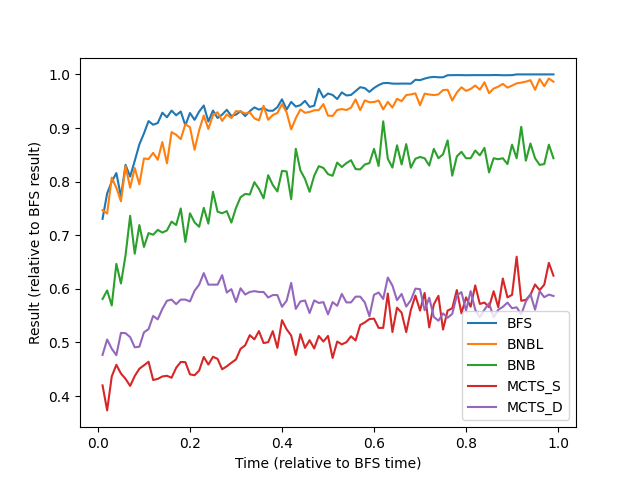 1.0
0.9
0.8
0.7
0.6
0.5
0.4
Result (relative to BFS result)
0.0 0.2 0.4 0.6 0.8 1.0
Time (relative to BFS time)
BFS
BNBL
BNB
MCTS_S
MCTS_D